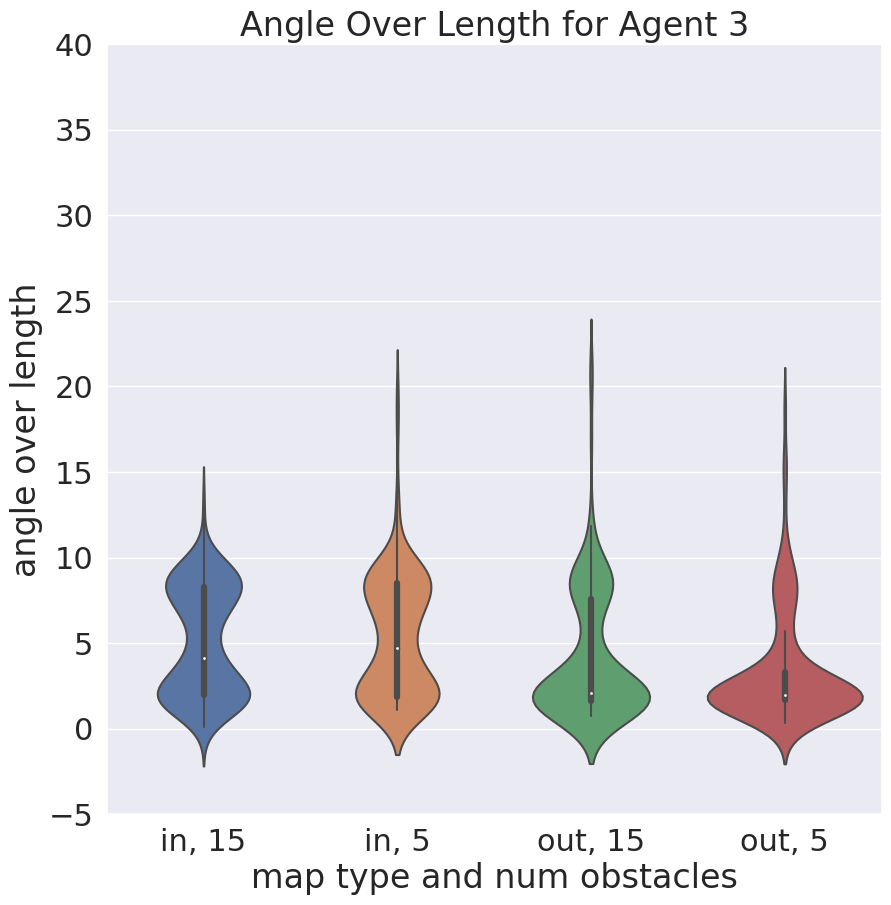 Angle Over Length for Agent 3
40
35
30
25
20
15
10
5
0
−5
angle over length
in, 15 in, 5 out, 15 out, 5
map type and num obstacles